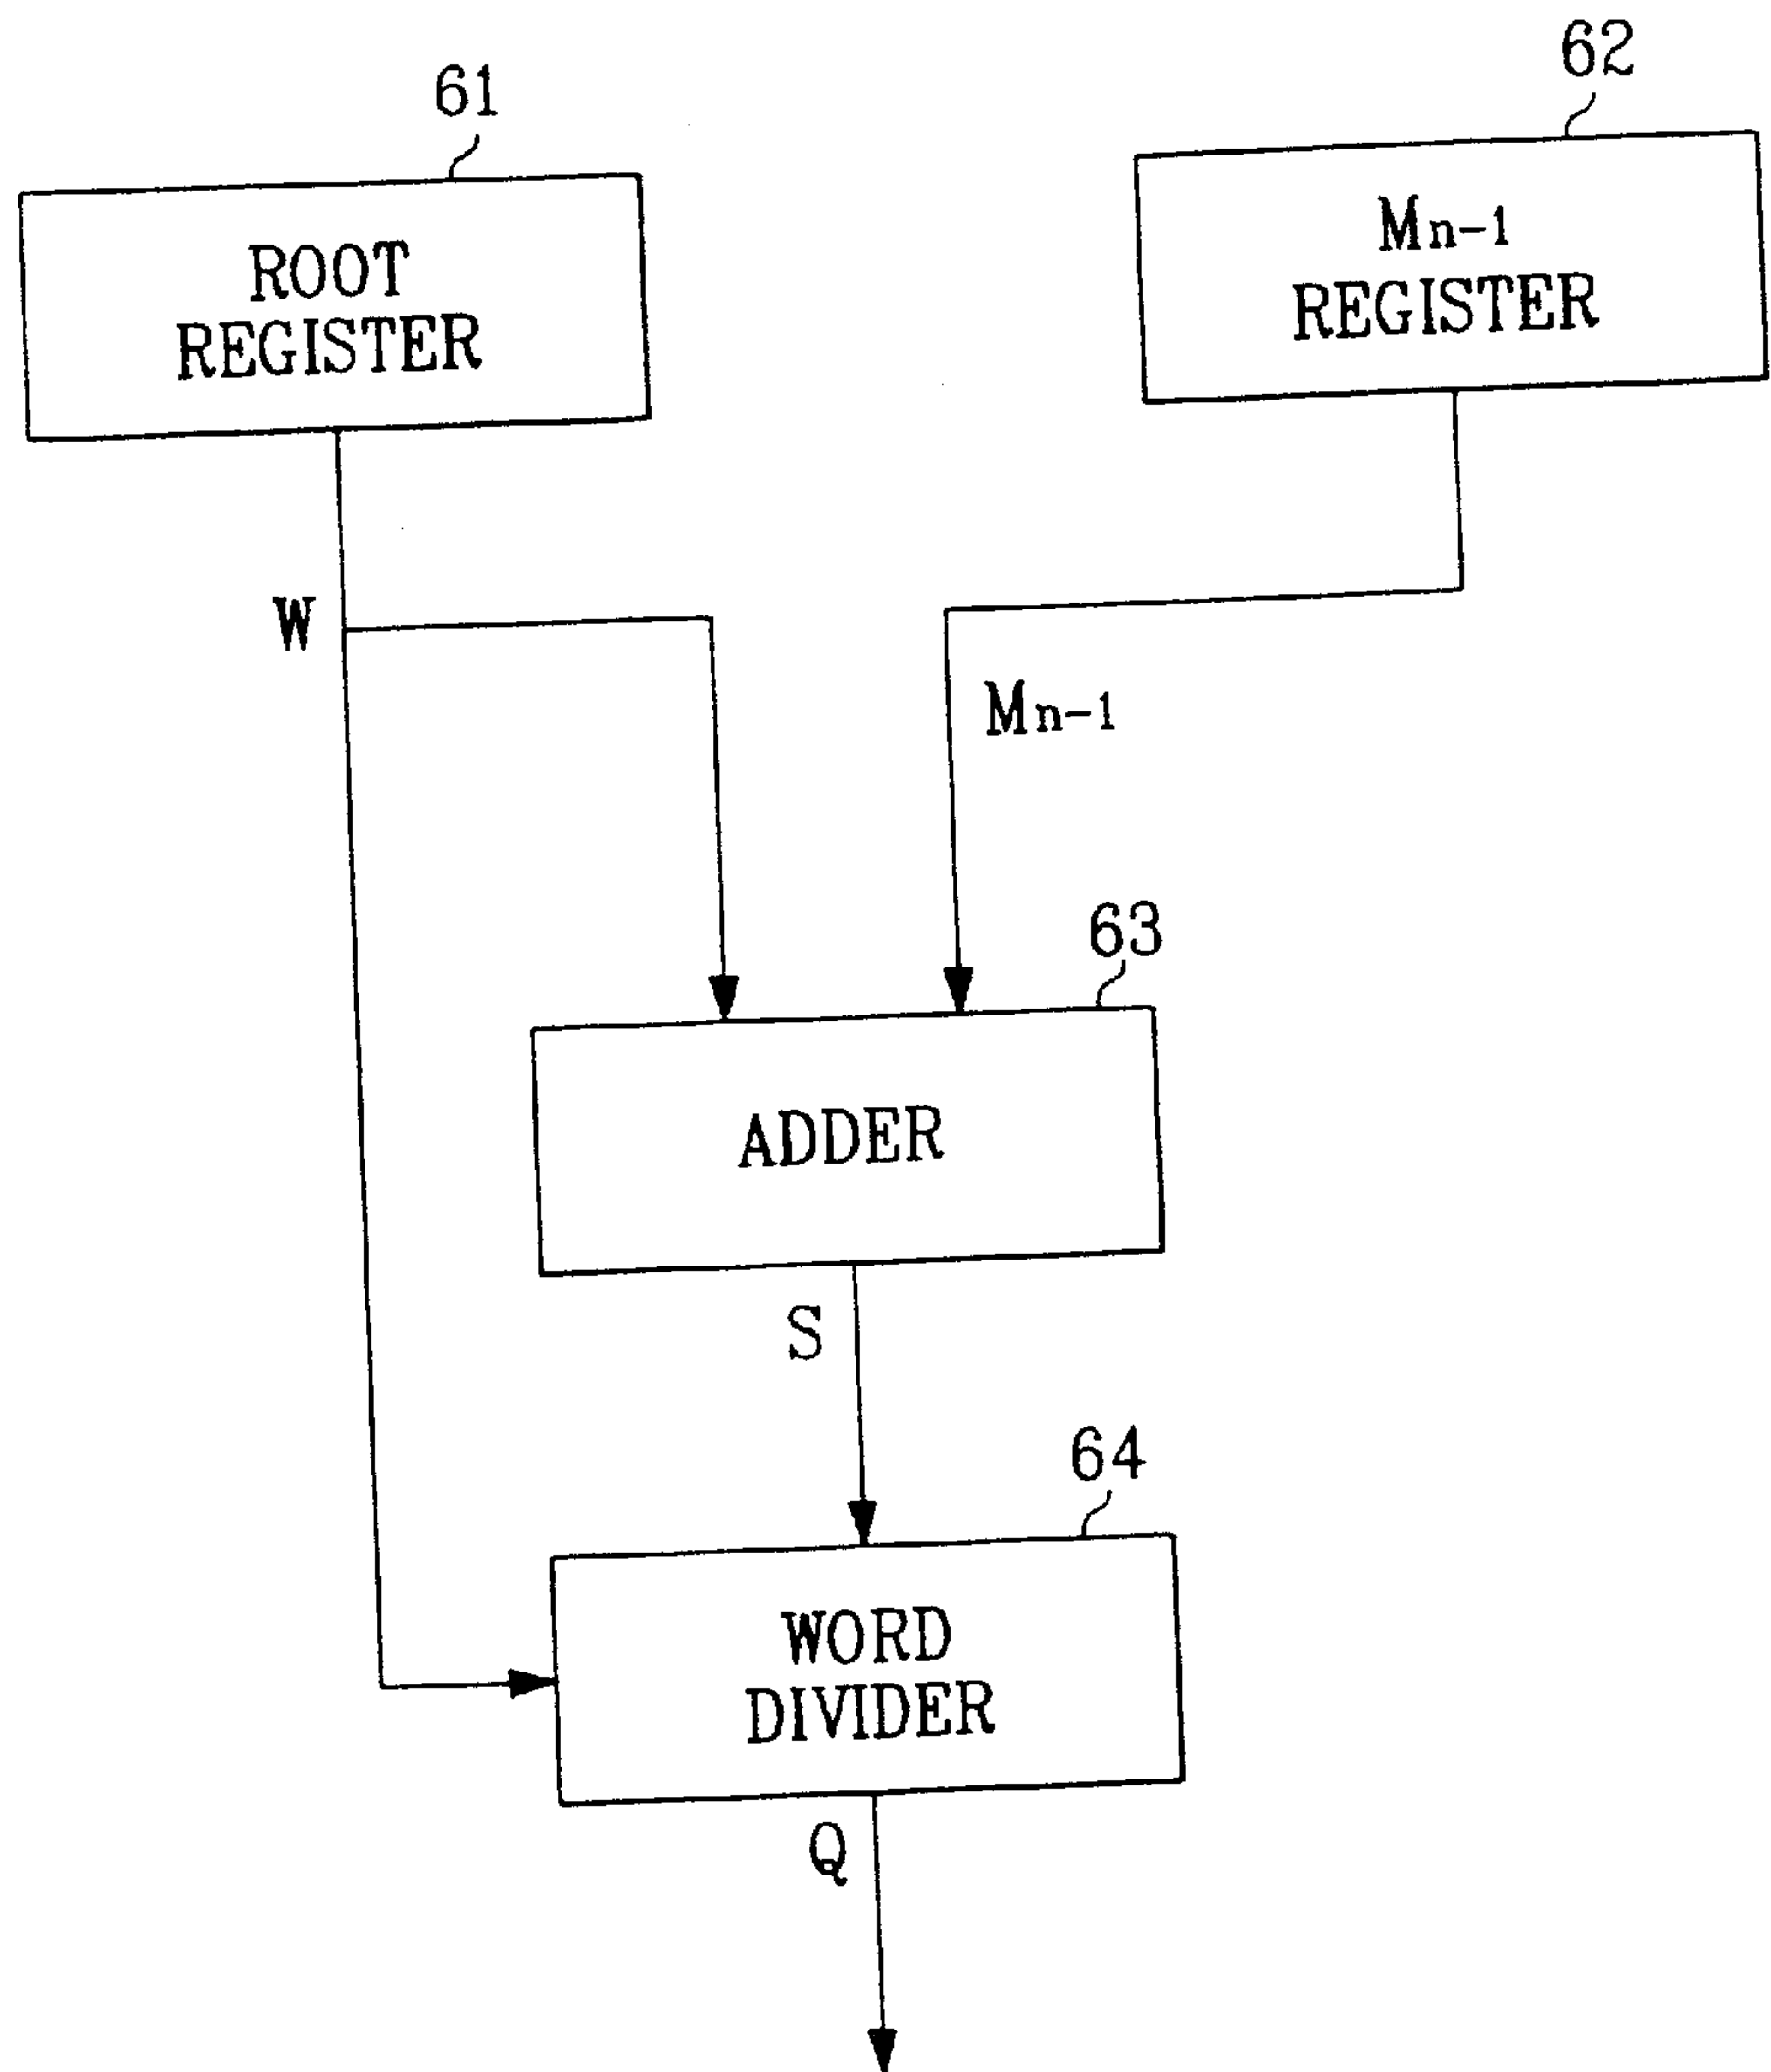 61
62
ROOT
REGISTER
Mn-1
REGISTER
W
Mn-1
63
ADDER
S
64
WORD
DIVIDER
Q